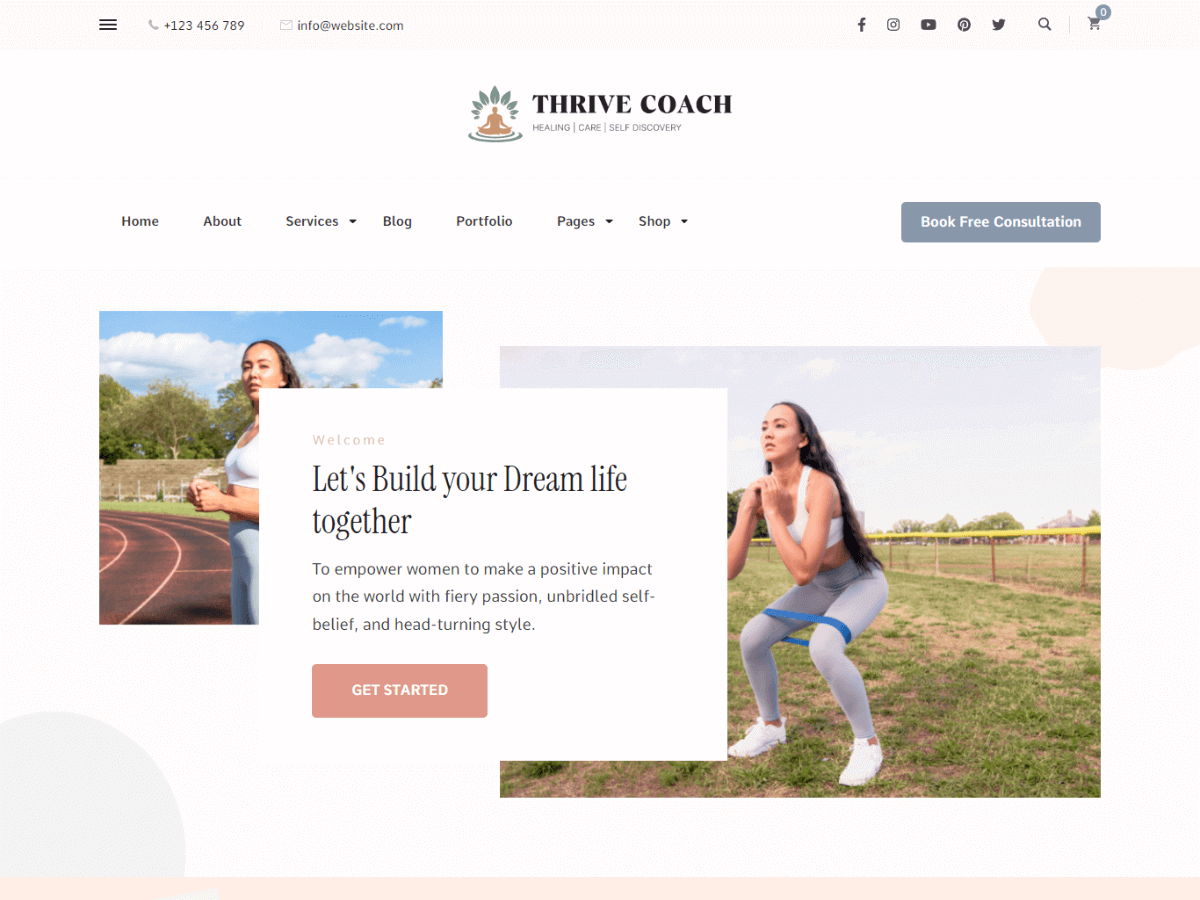 +123 456 789 info@website.com 0
THRIVE COACH
HEALING | CARE | SELF DISCOVERY
Home About Services Blog Portfolio Pages Shop Book Free Consultation
Welcome
Let's Build your Dream life
together
To empower women to make a positive impact
on the world with fiery passion, unbridled self-
belief, and head-turning style.
GET STARTED